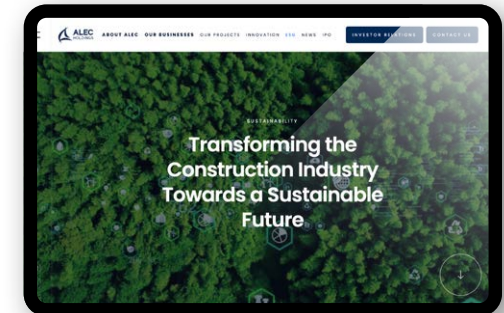 ALEC
HOLDINGS
ABOUT ALEC OUR BUSINESSES OUR PROJECTS INNOVATION ESG NEWS IPO INVESTOR RELATIONS CONTACT US
SUSTAINABILITY
Transforming the
Construction Industry
Towards a Sustainable
Future